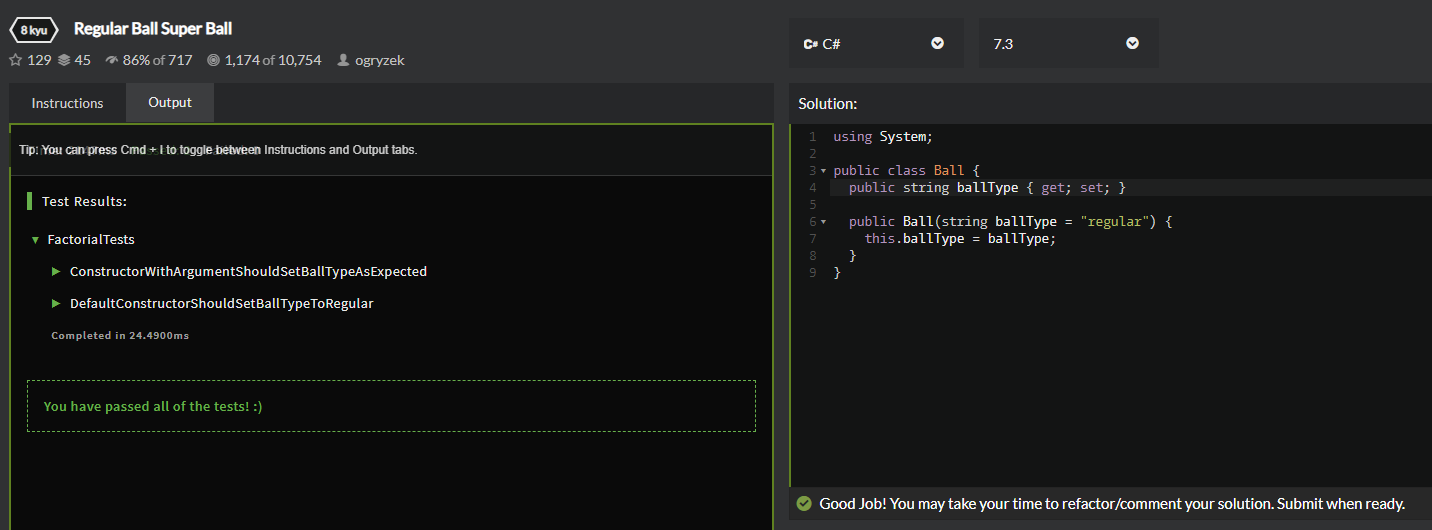 8 kyu Regular Ball Super Ball
129 45 86% of 717 1,174 of 10,754 ogryzek
C# 7.3
Instructions Output
Tip: You can press Cmd + I to toggle between Instructions and Output tabs.
Test Results:
FactorialTests
ConstructorWithArgumentShouldSetBallTypeAsExpected
DefaultConstructorShouldSetBallTypeToRegular
Completed in 24.4900ms
You have passed all of the tests! :)
Solution:
1 using System;
2
3 public class Ball {
4 public string ballType { get; set; }
5
6 public Ball(string ballType = "regular") {
7 this.ballType = ballType;
8 }
9 }
Good Job! You may take your time to refactor/comment your solution. Submit when ready.